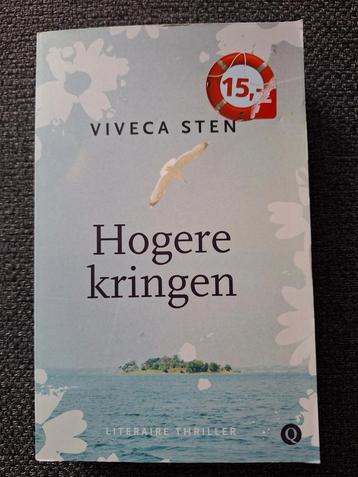 15,-
VIVECA STEN
Hogere
kringen
LITERAIRE THRILLER
Q